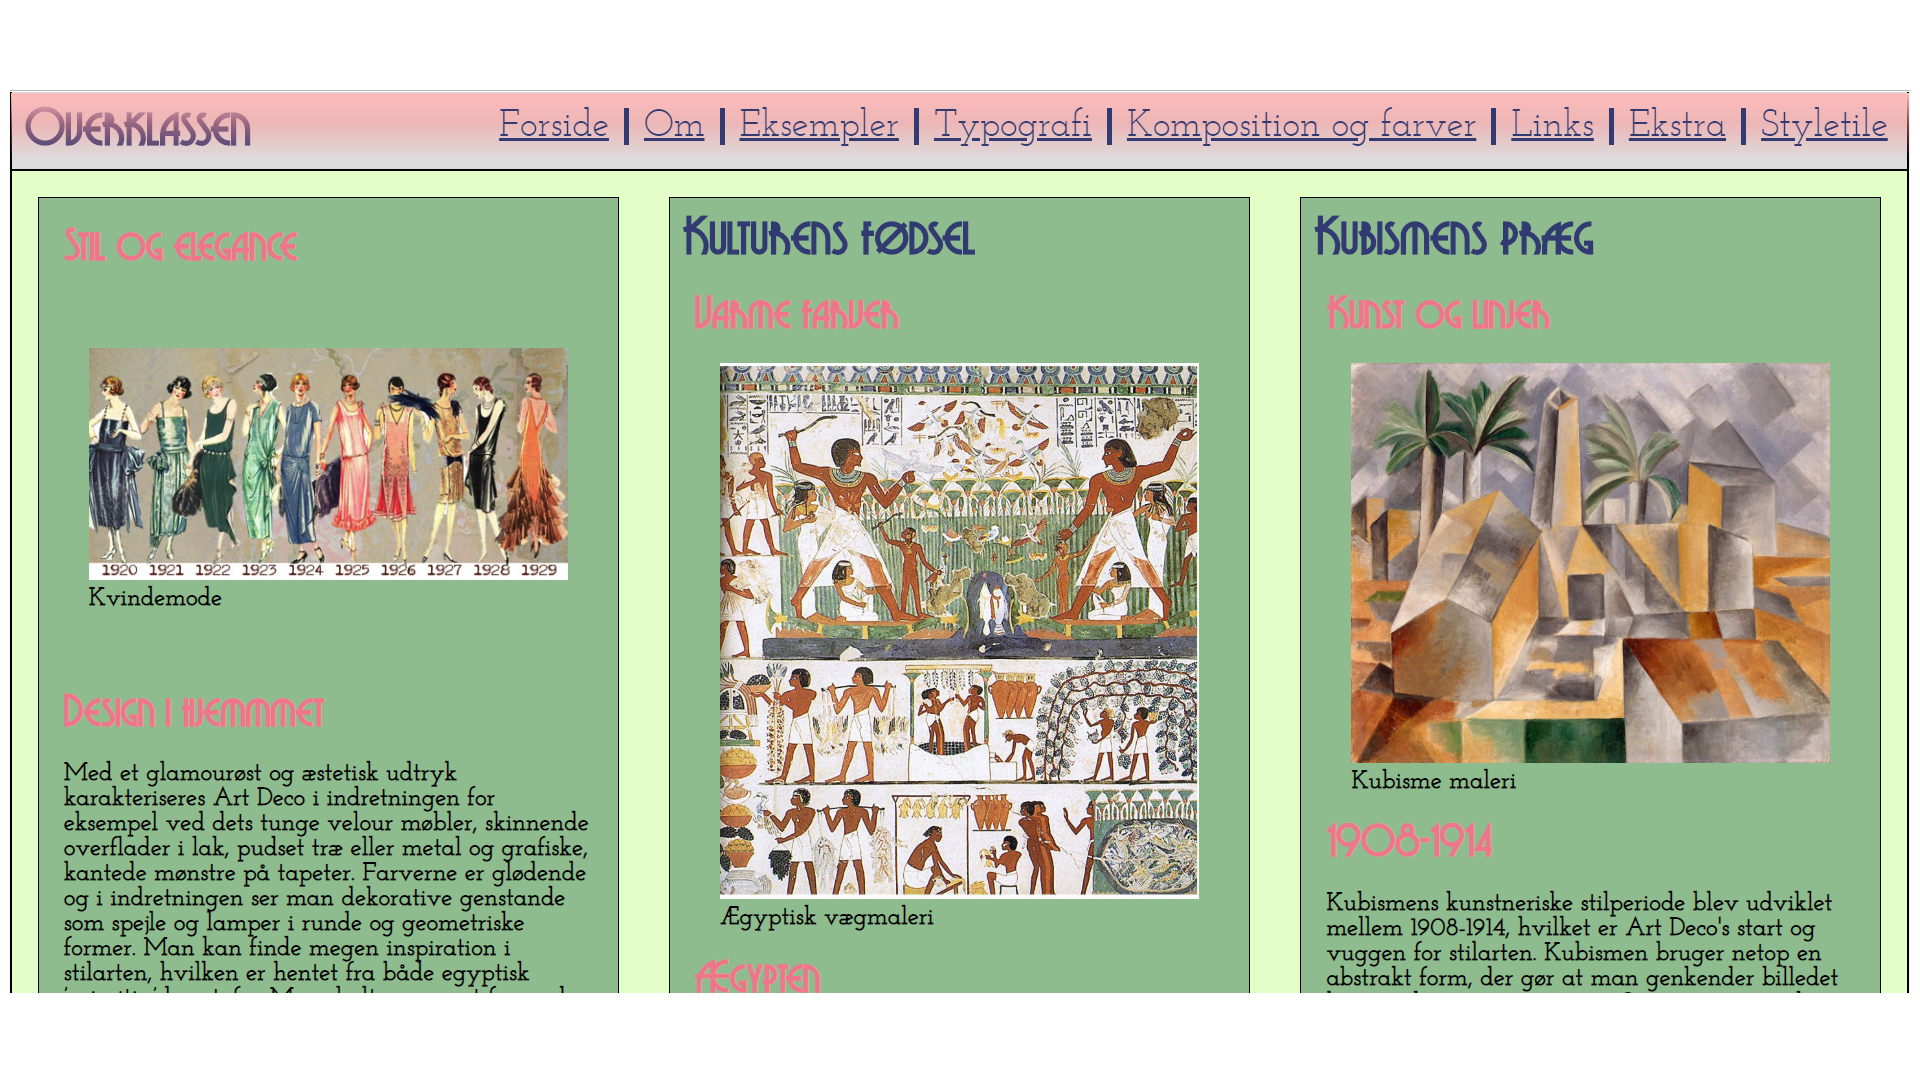 Overklassen
Forside | Om | Eksempler | Typografi | Komposition og farver | Links | Ekstra | Styletile
Stil og elegance
1920 1921 1922 1923 1924 1925 1926 1927 1928 1929
Kvindemode
Design i hjemmmet
Med et glamourøst og æstetisk udtryk
karakteriseres Art Deco i indretningen for
eksempel ved dets tunge velour møbler, skinnende
overflader i lak, pudset træ eller metal og grafiske,
kantede mønstre på tapeter. Farverne er glødende
og i indretningen ser man dekorative genstande
som spejle og lamper i runde og geometriske
former. Man kan finde megen inspiration i
stilarten, hvilken er hentet fra både egyptisk
Kulturens fødsel
Varme farver
Ægyptisk vægmaleri
Ægypten
Kubismens præg
Kunst og linjer
Kubisme maleri
1908-1914
Kubismens kunstneriske stilperiode blev udviklet
mellem 1908-1914, hvilket er Art Deco's start og
vuggen for stilarten. Kubismen bruger netop en
abstrakt form, der gør at man genkender billedet